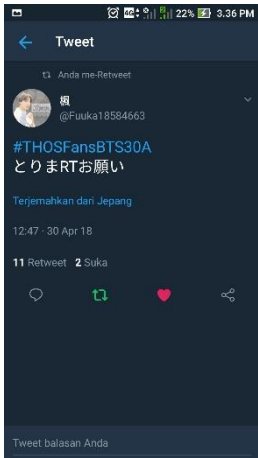 22% 3.36 PM
Tweet
Anda me-Retweet
楓
@Fuuka18584663
#THOSFansBTS30A
とりまRTお願い
Terjemahkan dari Jepang
12:47 · 30 Apr 18
11 Retweet 2 Suka
Tweet balasan Anda